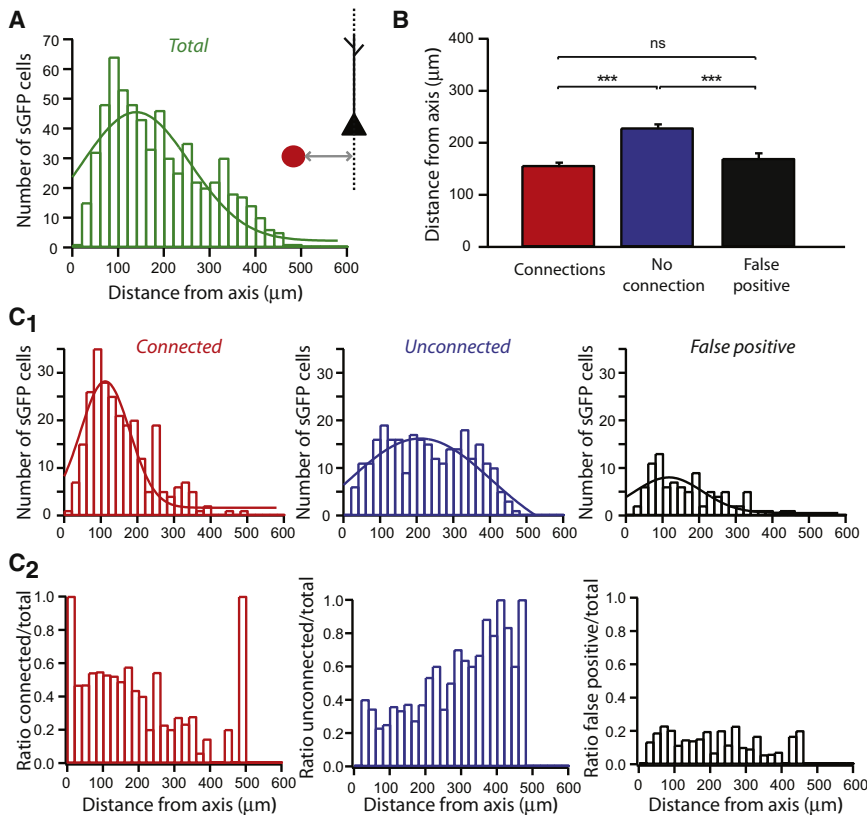 A
Total
Number of sGFP cells
70
60
50
40
30
20
10
0
0 100 200 300 400 500 600
Distance from axis (μm)
B
Distance from axis (μm)
400
300
200
100
0
ns
*** ***
Connections
No connection
False positive
C1
Connected
Number of sGFP cells
30
20
10
0
0 100 200 300 400 500 600
Unconnected
Number of sGFP cells
30
20
10
0
0 100 200 300 400 500 600
False positive
Number of sGFP cells
30
20
10
0
0 100 200 300 400 500 600
C2
Ratio connected/total
1.0
0.8
0.6
0.4
0.2
0.0
0 100 200 300 400 500 600
Distance from axis (μm)
Ratio unconnected/total
1.0
0.8
0.6
0.4
0.2
0.0
0 100 200 300 400 500 600
Distance from axis (μm)
Ratio false positive/total
1.0
0.8
0.6
0.4
0.2
0.0
0 100 200 300 400 500 600
Distance from axis (μm)